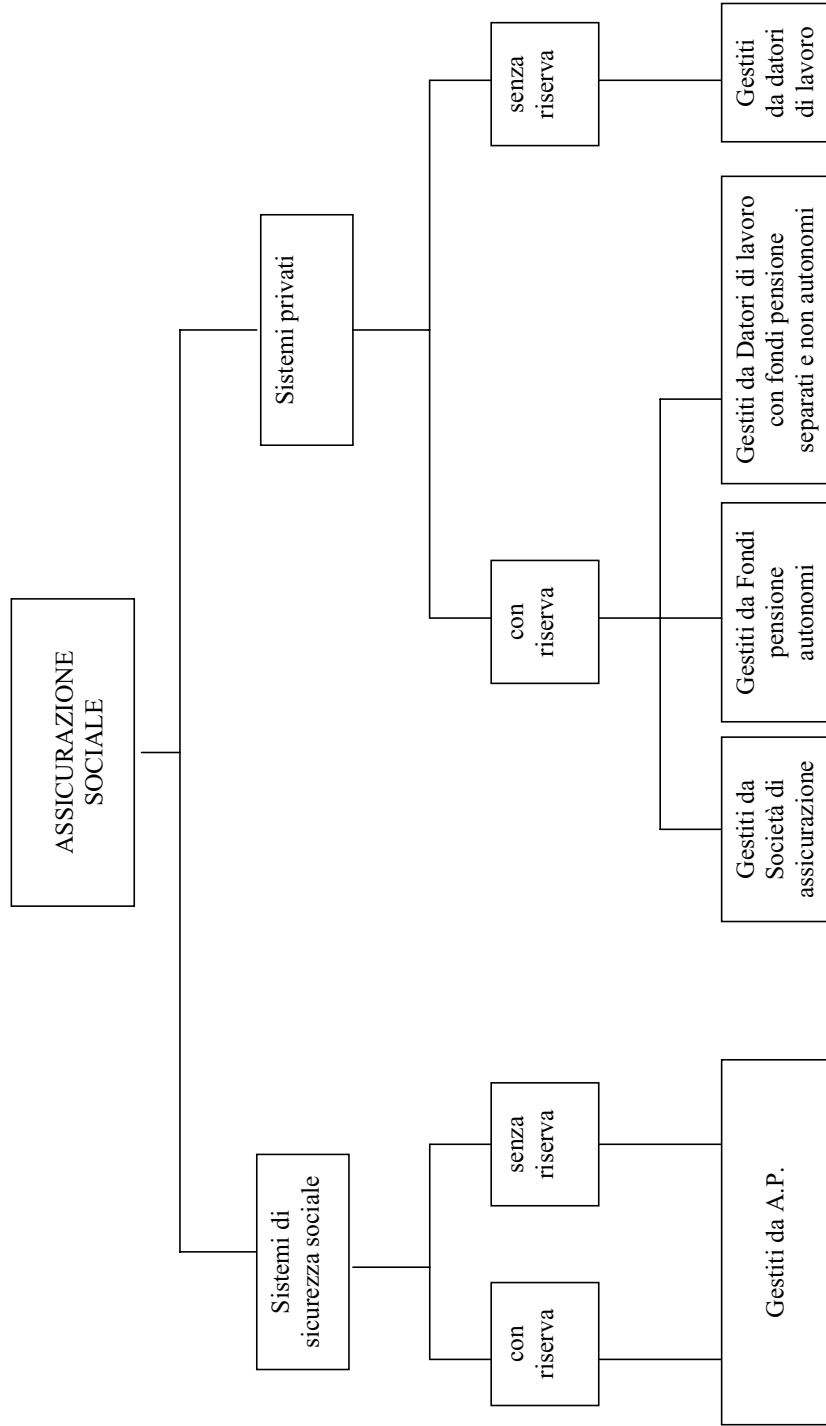 ASSICURAZIONE
SOCIALE
Sistemi di
sicurezza sociale
Sistemi privati
con
riserva
senza
riserva
con
riserva
senza
riserva
Gestiti da A.P.
Gestiti da
Società di
assicurazione
Gestiti da Fondi
pensione
autonomi
Gestiti da Datori di lavoro
con fondi pensione
separati e non autonomi
Gestiti
da datori
di lavoro